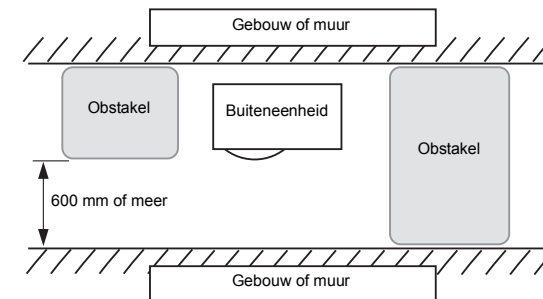 Gebouw of muur
Obstakel
Buiteneenheid
Obstakel
600 mm of meer
Gebouw of muur